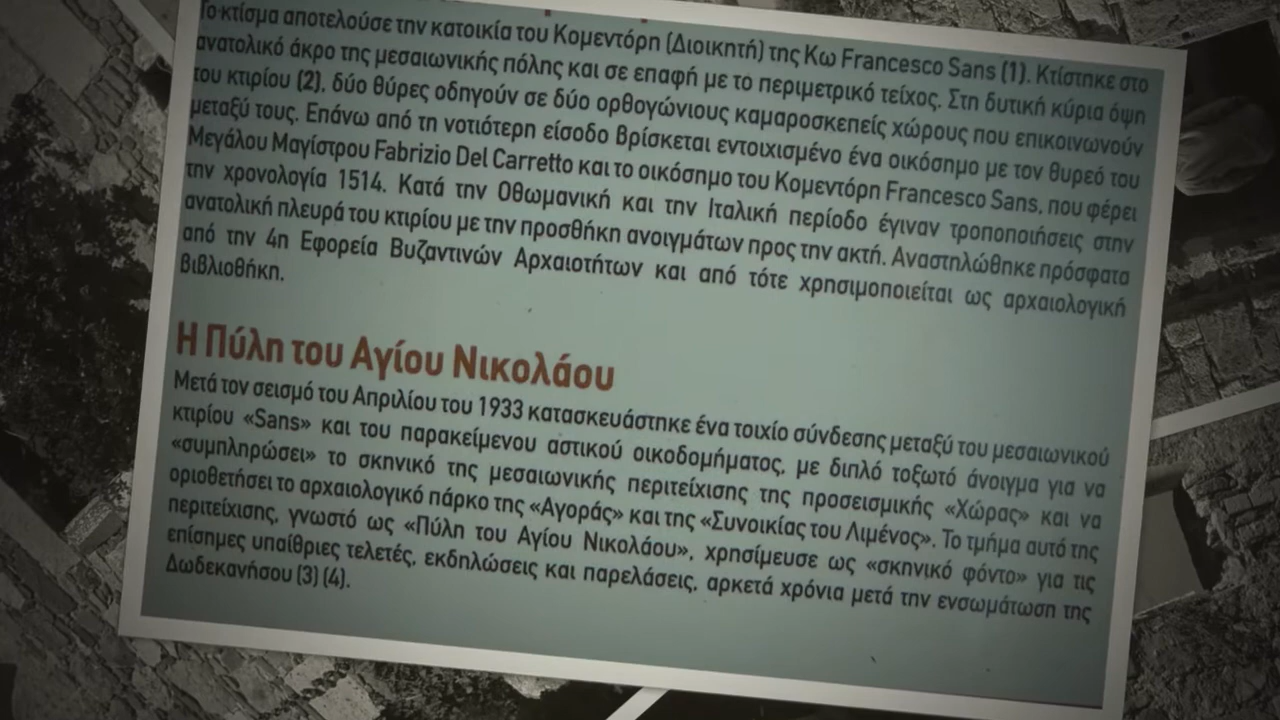 Το κτίσμα αποτελούσε την κατοικία του Κομεντόρη (Διοικητή) της Κω Francesco Sans (1). Κτίστηκε στο
ανατολικό άκρο της μεσαιωνικής πόλης και σε επαφή με το περιμετρικό τείχος. Στη δυτική κύρια όψη
του κτιρίου (2), δύο θύρες οδηγούν σε δύο ορθογώνιους καμαροσκεπείς χώρους που επικοινωνούν
μεταξύ τους. Επάνω από τη νοτιότερη είσοδο βρίσκεται εντοιχισμένο ένα οικόσημο με τον θυρεό του
Μεγάλου Μαγίστρου Fabrizio Del Carretto και το οικόσημο του Κομεντόρη Francesco Sans, που φέρει
την χρονολογία 1514. Κατά την Οθωμανική και την Ιταλική περίοδο έγιναν τροποποιήσεις στην
ανατολική πλευρά του κτιρίου με την προσθήκη ανοιγμάτων προς την ακτή. Αναστηλώθηκε πρόσφατα
από την 4η Εφορεία Βυζαντινών Αρχαιοτήτων και από τότε χρησιμοποιείται ως αρχαιολογική
βιβλιοθήκη.
Η Πύλη του Αγίου Νικολάου
Μετά τον σεισμό του Απριλίου του 1933 κατασκευάστηκε ένα τοιχίο σύνδεσης μεταξύ του μεσαιωνικού
κτιρίου «Sans» και του παρακείμενου αστικού οικοδομήματος, με διπλό τοξωτό άνοιγμα για να
«συμπληρώσει» το σκηνικό της μεσαιωνικής περιτείχισης της προσεισμικής «Χώρας» και να
οριοθετήσει το αρχαιολογικό πάρκο της «Αγοράς» και της «Συνοικίας του Λιμένος». Το τμήμα αυτό της
περιτείχισης, γνωστό ως «Πύλη του Αγίου Νικολάου», χρησίμευσε ως «σκηνικό φόντο» για τις
επίσημες υπαίθριες τελετές, εκδηλώσεις και παρελάσεις, αρκετά χρόνια μετά την ενσωμάτωση της
Δωδεκανήσου (3) (4).